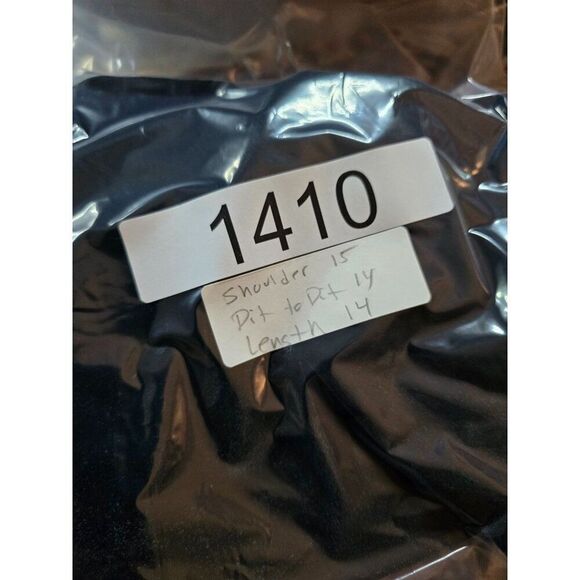 1410
Shoulder 15
Pit to Pit 14
Length 14